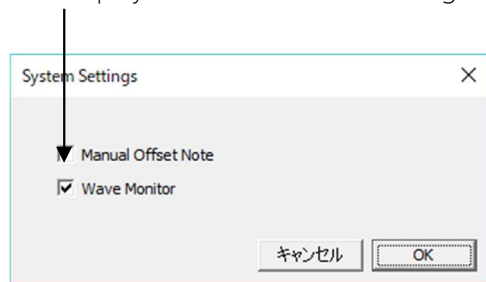 System Settings
Manual Offset Note
Wave Monitor
キャンセル OK